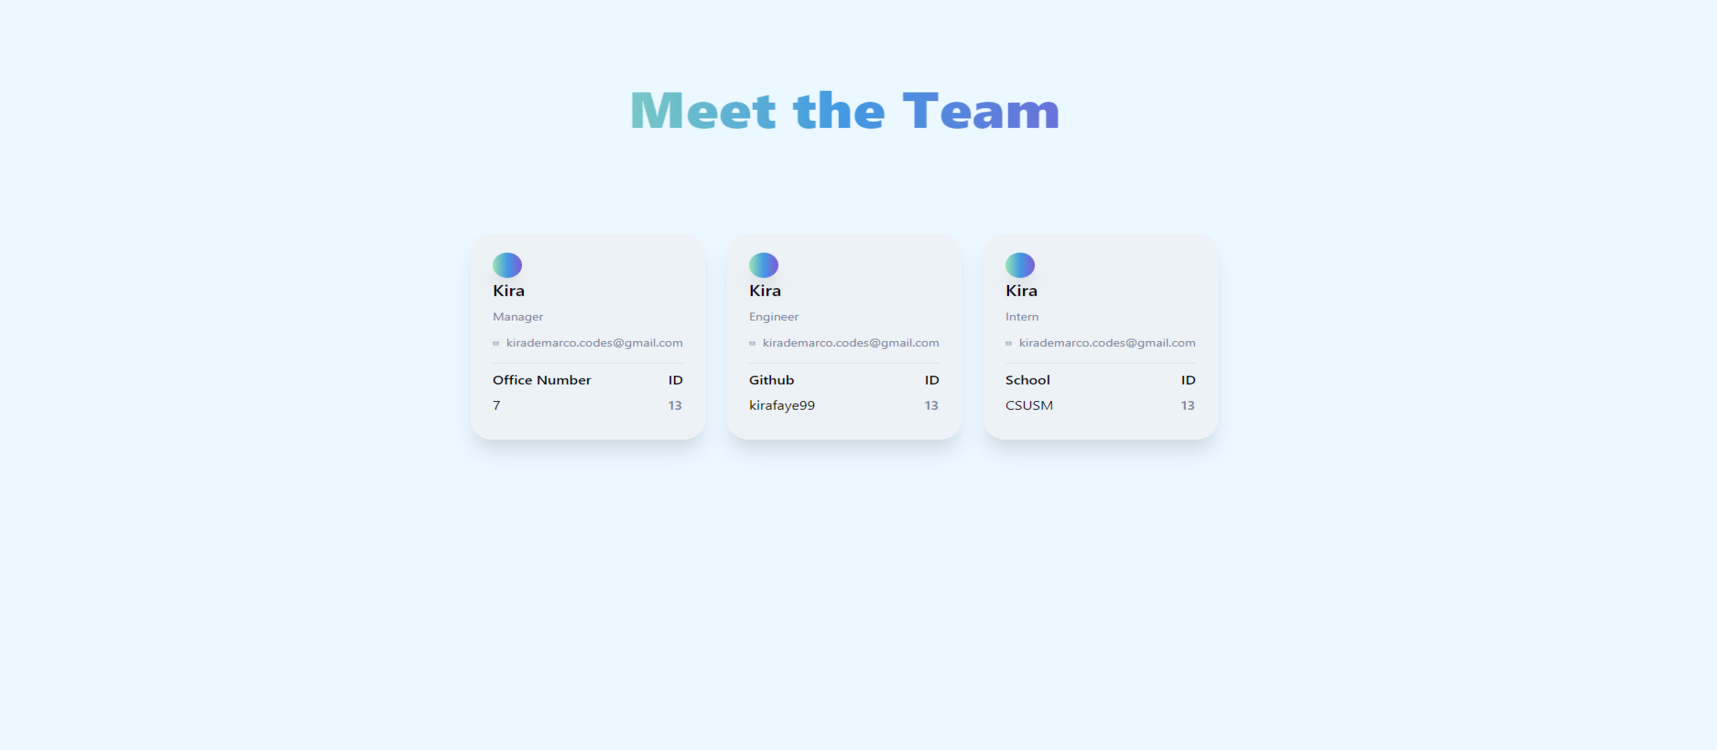 Meet the Team
Kira
Manager
kirademarco.codes@gmail.com
Office Number ID
7 13
Kira
Engineer
kirademarco.codes@gmail.com
Github ID
kirafaye99 13
Kira
Intern
kirademarco.codes@gmail.com
School ID
CSUSM 13